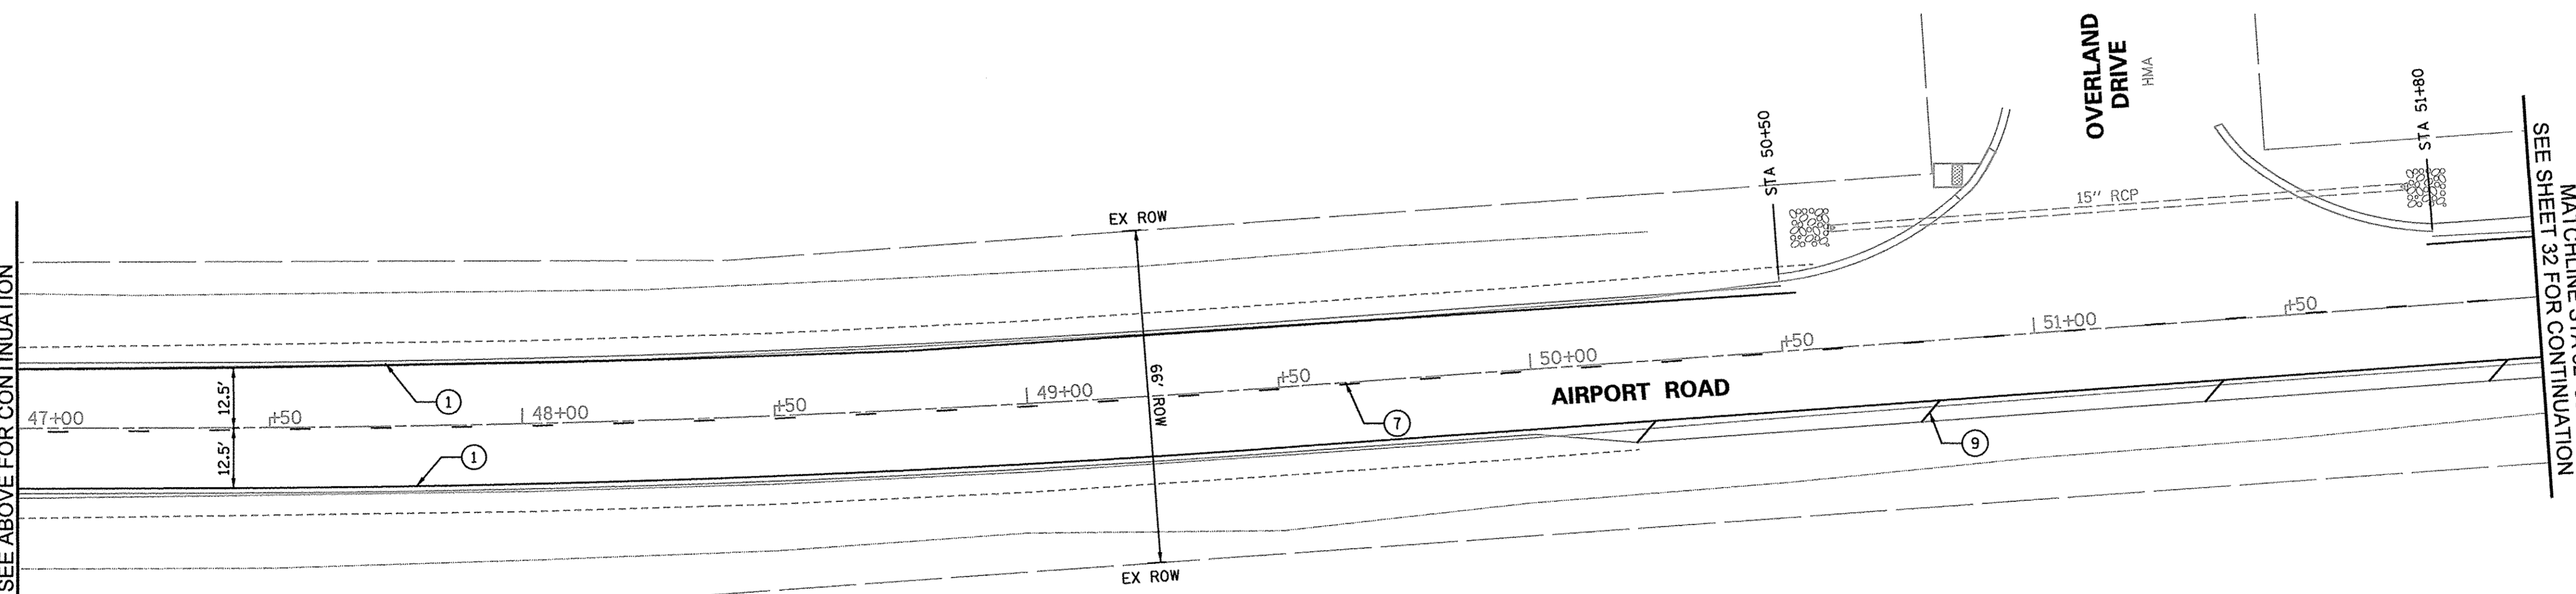 SEE ABOVE FOR CONTINUATION
47+00
12.5'
12.5'
+50
1
1
48+00
+50
49+00
EX ROW
66' ROW
EX ROW
+50
7
50+00
AIRPORT ROAD
STA 50+50
+50
9
51+00
15" RCP
OVERLAND
DRIVE
HMA
STA 51+80
+50
SEE SHEET 32 FOR CONTINUATION